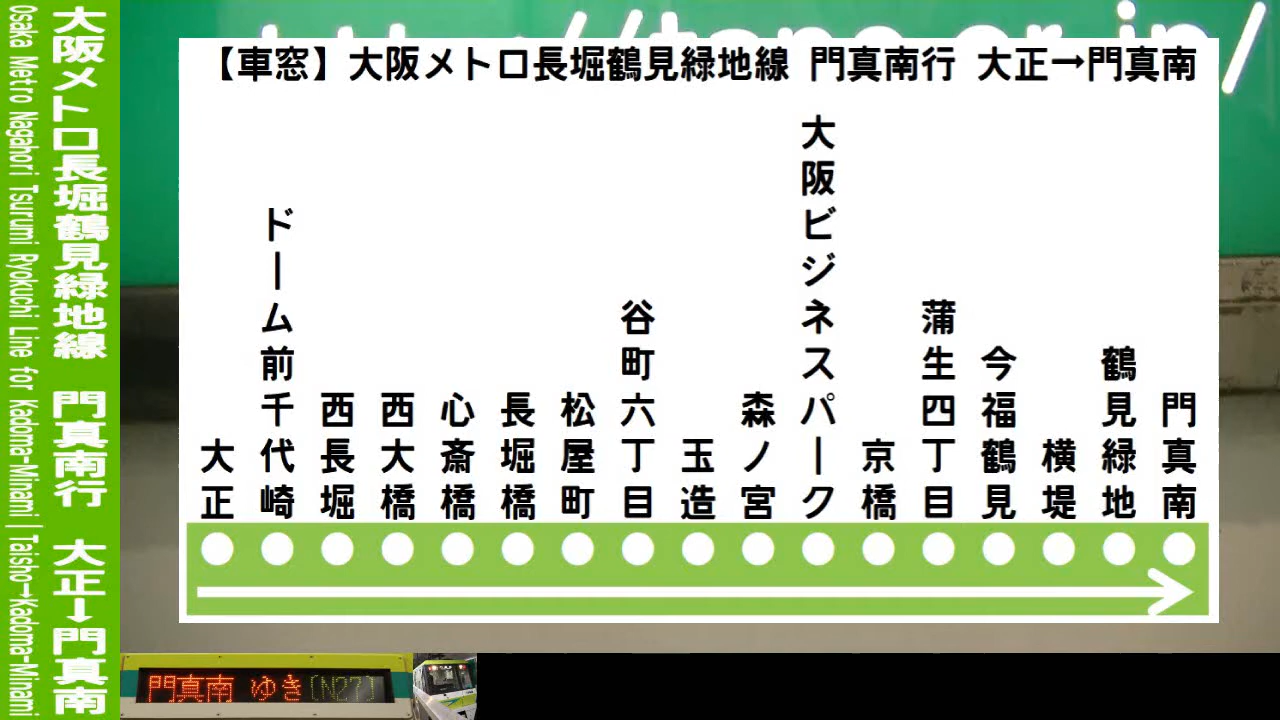 大阪メトロ長堀鶴見緑地線 門真南行 大正→門真南
Osaka Metro Nagahori Tsurumi Ryokuchi Line for Kadoma-Minami | Taisho→Kadoma-Minami
【車窓】大阪メトロ長堀鶴見緑地線 門真南行 大正→門真南
大正
ドーム前千代崎
西長堀
西大橋
心斎橋
長堀橋
松屋町
谷町六丁目
玉造
森ノ宮
大阪ビジネスパーク
京橋
蒲生四丁目
今福鶴見
横堤
鶴見緑地
門真南
門真南 ゆき(N27)